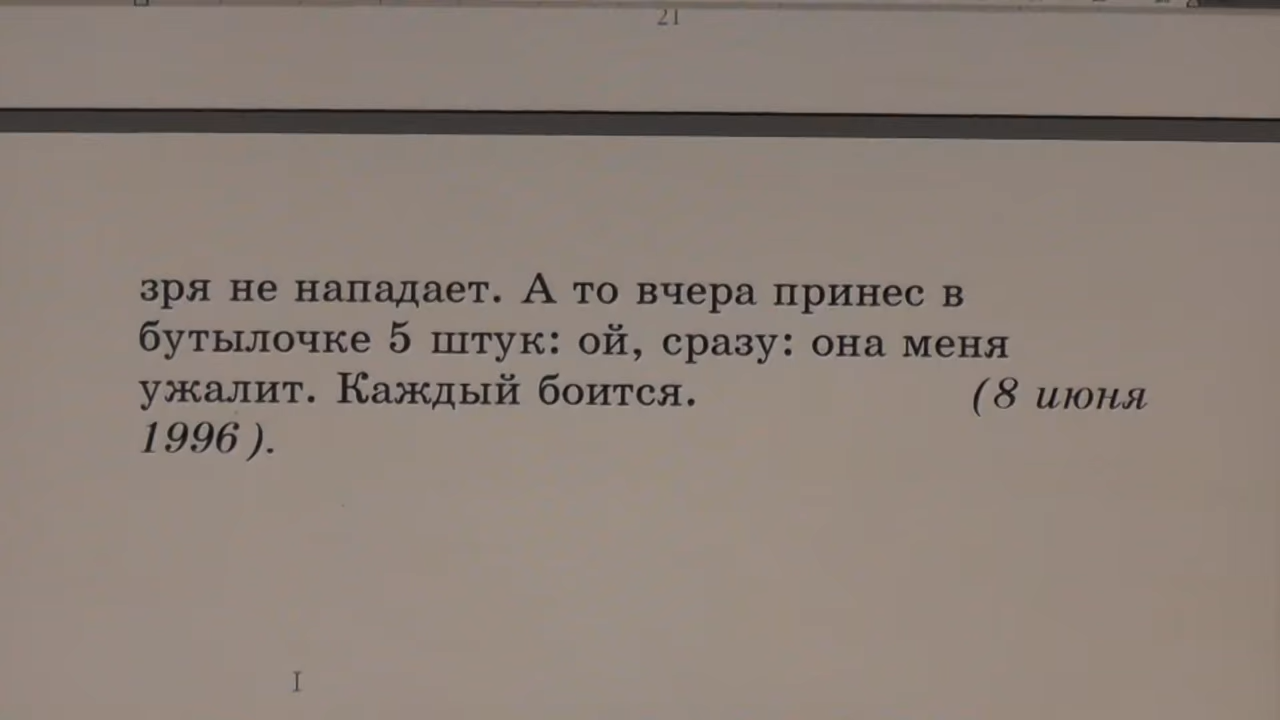 21
зря не нападает. А то вчера принес в
бутылочке 5 штук: ой, сразу: она меня
ужалит. Каждый боится. (8 июня
1996).